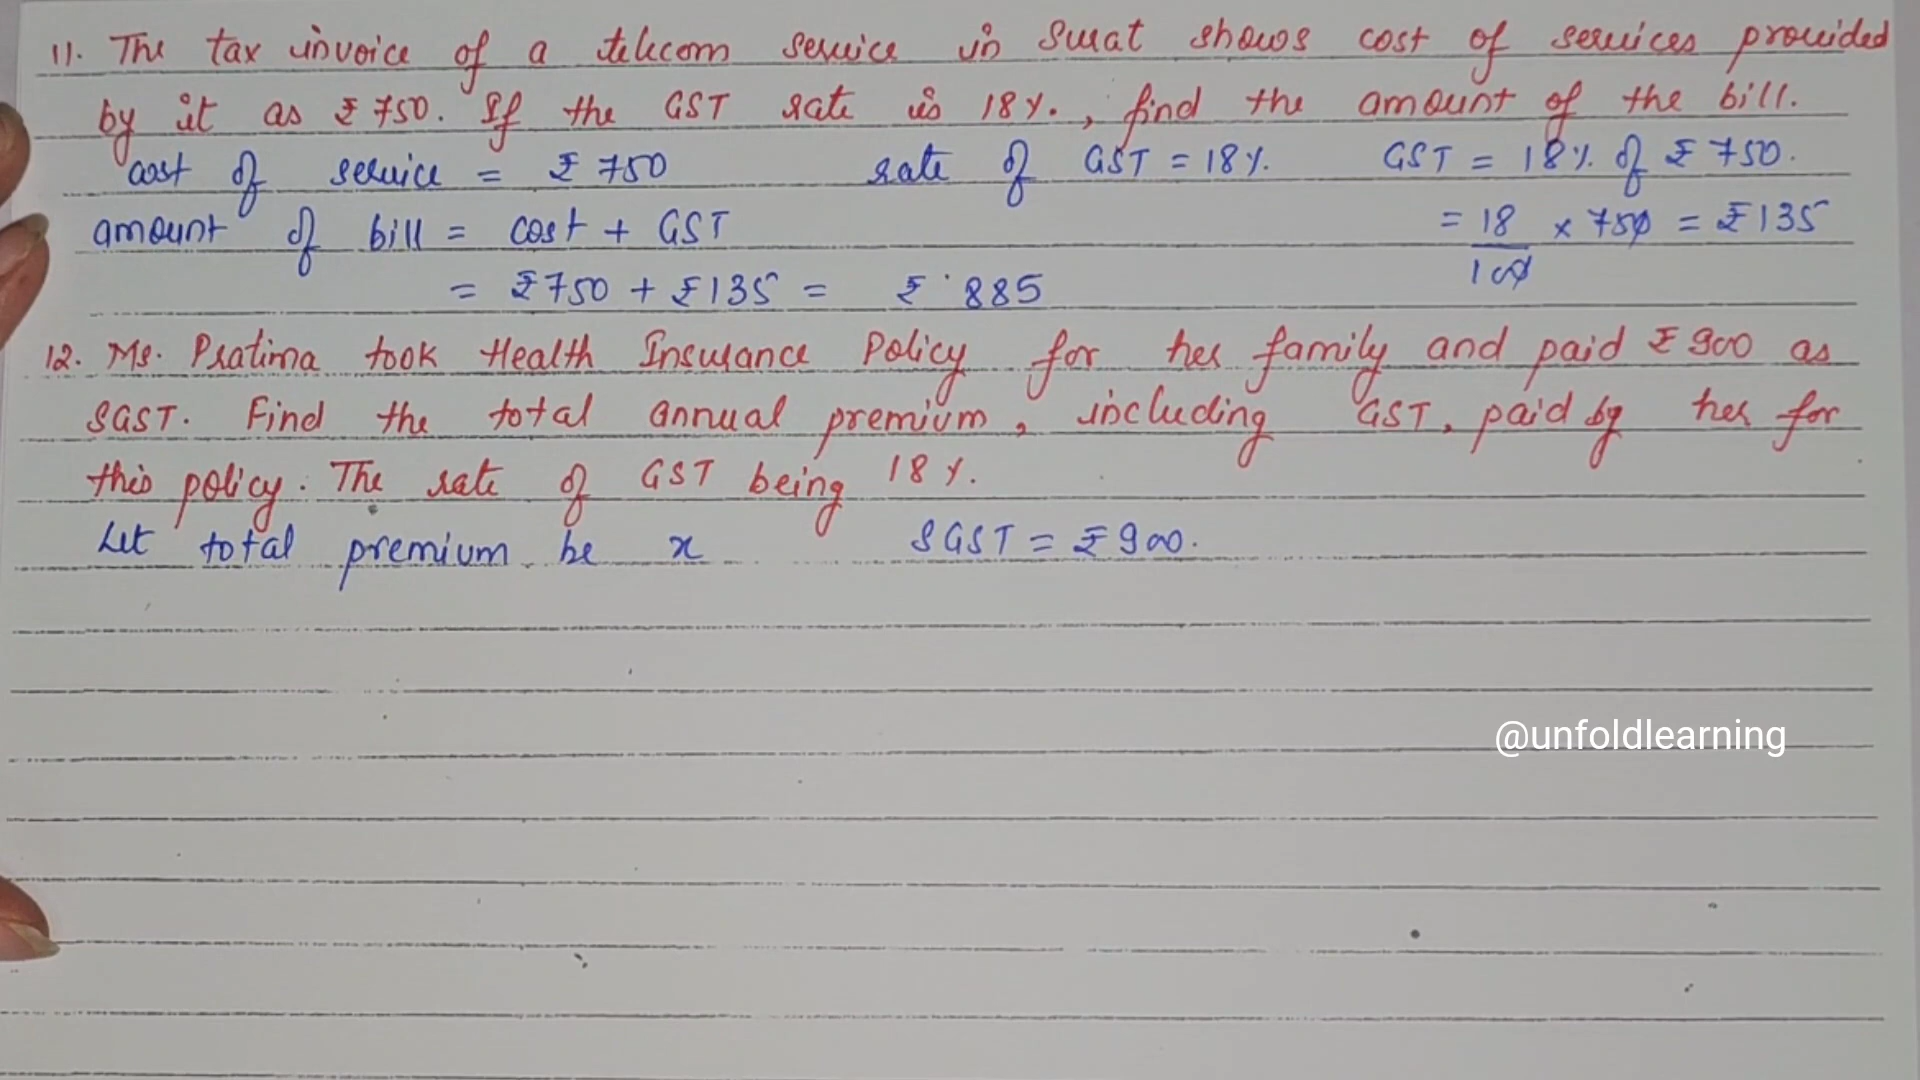 11. The tax invoice of a telecom service in Surat shows cost of services provided
by it as ₹ 750. If the GST rate is 18%., find the amount of the bill.
cost of service = ₹ 750 rate of GST = 18%. GST = 18% of ₹ 750.
amount of bill = cost + GST = 18/100 × 750 = ₹ 135
= ₹ 750 + ₹ 135 = ₹ 885
12. Ms. Pratima took Health Insurance Policy for her family and paid ₹ 900 as
SGST. Find the total annual premium, including GST, paid by her for
this policy. The rate of GST being 18%.
Let total premium be x SGST = ₹ 900.
@unfoldlearning